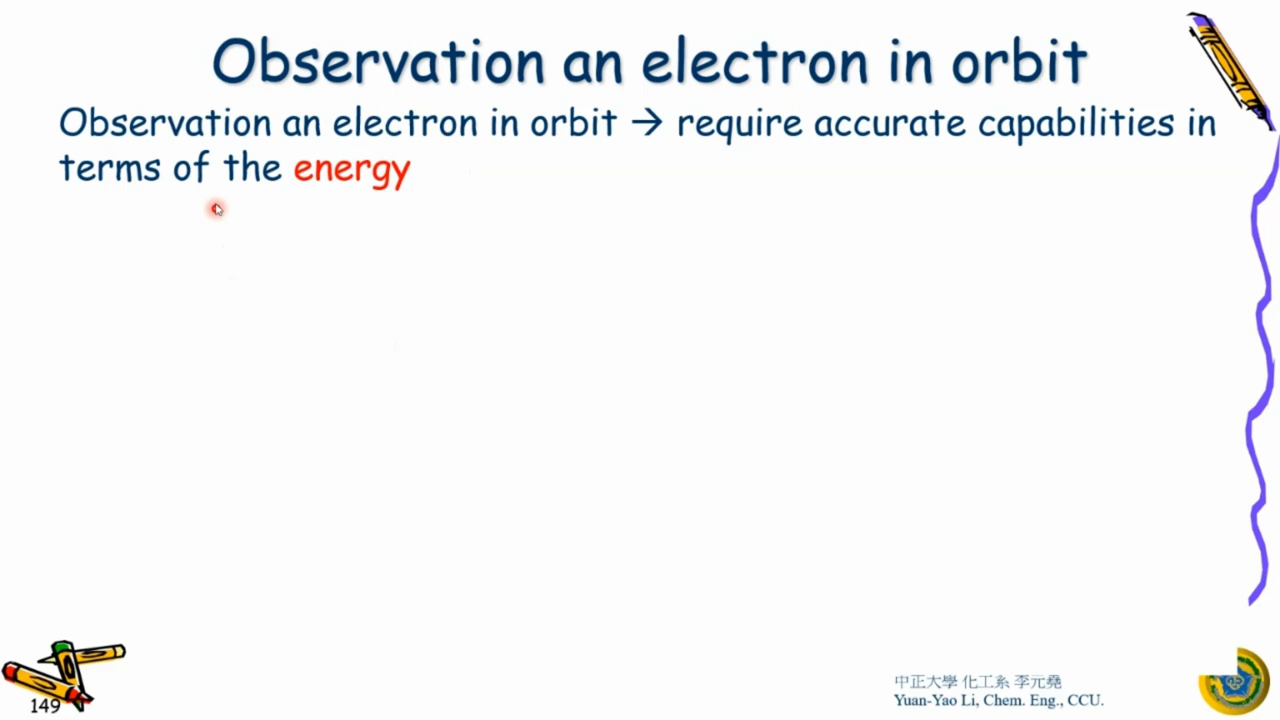 Observation an electron in orbit
Observation an electron in orbit → require accurate capabilities in
terms of the energy
149
中正大學 化工系 李元堯
Yuan-Yao Li, Chem. Eng., CCU.